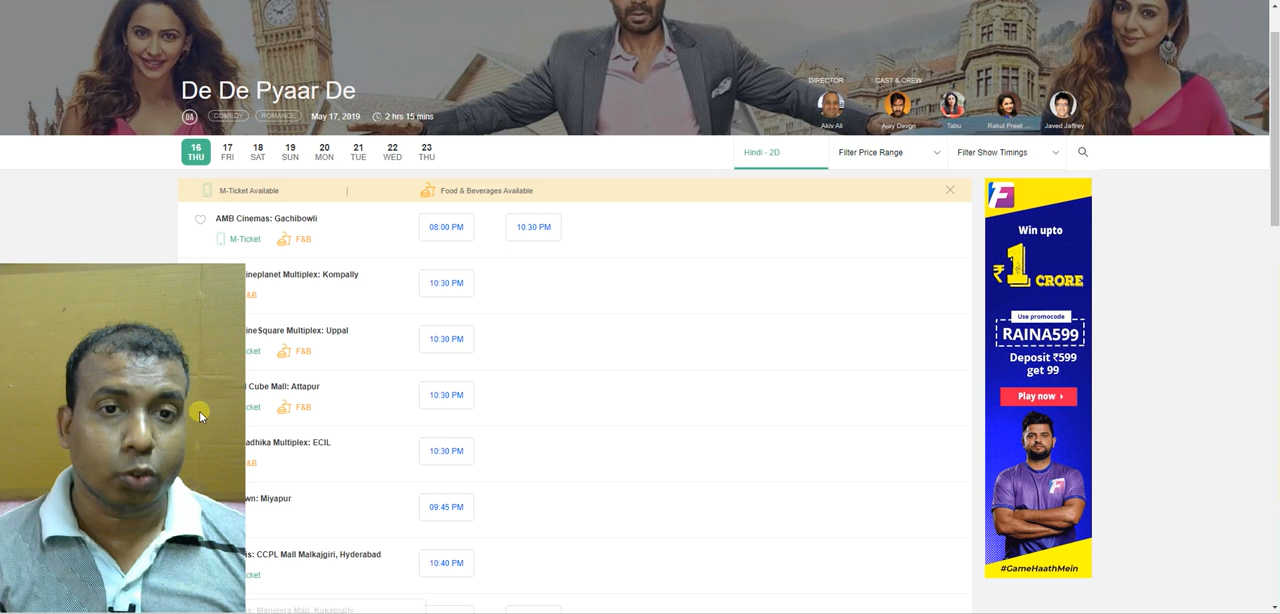 De De Pyaar De
UA COMEDY ROMANCE May 17, 2019 2 hrs 15 mins
DIRECTOR CAST & CREW
Akiv Ali Ajay Devgn Tabu Rakul Preet ... Javed Jaffrey
16 17 18 19 20 21 22 23
THU FRI SAT SUN MON TUE WED THU
Hindi - 2D Filter Price Range Filter Show Timings
M-Ticket Available | Food & Beverages Available
AMB Cinemas: Gachibowli 08:00 PM 10:30 PM
M-Ticket F&B
ineplanet Multiplex: Kompally 10:30 PM
&B
ineSquare Multiplex: Uppal 10:30 PM
cket F&B
l Cube Mall: Attapur 10:30 PM
cket F&B
adhika Multiplex: ECIL 10:30 PM
&B
wn: Miyapur 09:45 PM
is: CCPL Mall Malkajgiri, Hyderabad 10:40 PM
cket
is: Manjeera Mall, Kukatpally
F
Win upto
₹1 CRORE
Use promocode
RAINA599
Deposit ₹599
get 99
Play now ›
F
#GameHaathMein